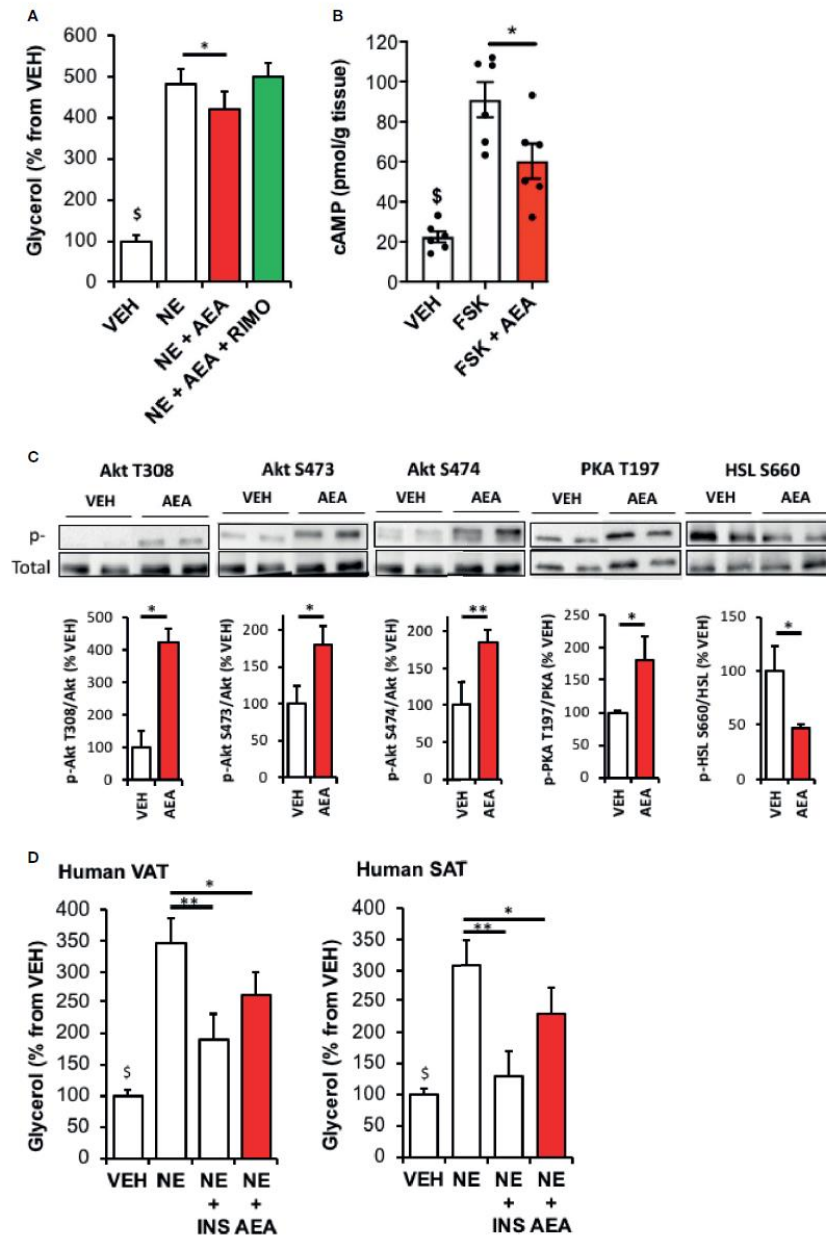 A
Glycerol (% from VEH)
600
500
400
300
200
100
0
$
*
VEH
NE
NE + AEA
NE + AEA + RIMO
B
cAMP (pmol/g tissue)
120
100
80
60
40
20
0
$
*
VEH
FSK
FSK + AEA
C
Akt T308
Akt S473
Akt S474
PKA T197
HSL S660
VEH AEA
VEH AEA
VEH AEA
VEH AEA
VEH AEA
p-
Total
p-Akt T308/Akt (% VEH)
500
400
300
200
100
0
*
VEH
AEA
p-Akt S473/Akt (% VEH)
200
150
100
50
0
*
VEH
AEA
p-Akt S474/Akt (% VEH)
200
150
100
50
0
**
VEH
AEA
p-PKA T197/PKA (% VEH)
250
200
150
100
50
0
*
VEH
AEA
p-HSL S660/HSL (% VEH)
150
100
50
0
*
VEH
AEA
D
Human VAT
Glycerol (% from VEH)
400
350
300
250
200
150
100
50
0
$
*
**
VEH NE NE NE
+ +
INS AEA
Human SAT
Glycerol (% from VEH)
400
350
300
250
200
150
100
50
0
$
*
**
VEH NE NE NE
+ +
INS AEA